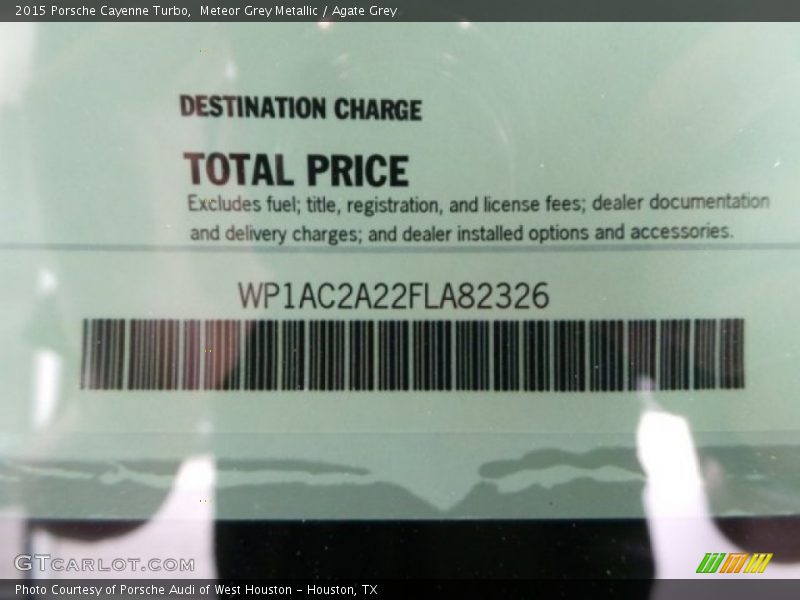 2015 Porsche Cayenne Turbo,  Meteor Grey Metallic / Agate Grey
DESTINATION CHARGE
TOTAL PRICE
Excludes fuel; title, registration, and license fees; dealer documentation
and delivery charges; and dealer installed options and accessories.
WP1AC2A22FLA82326
GTCARLOT.COM
Photo Courtesy of Porsche Audi of West Houston - Houston, TX